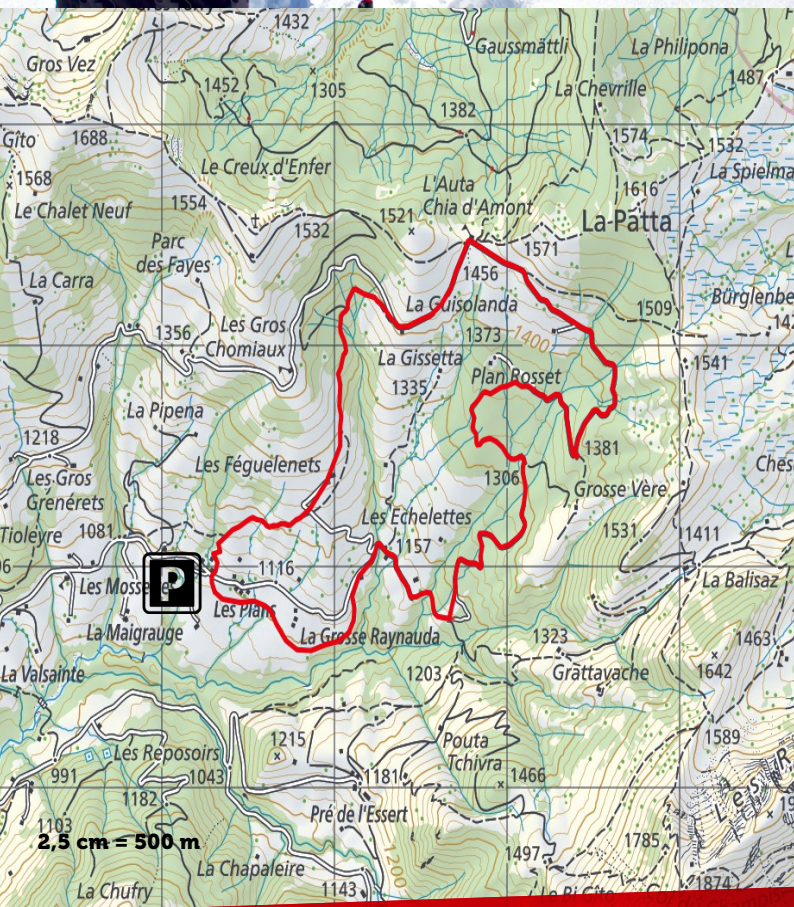 1432
Gaussmättli
La Philipona
Gros Vez
1452
1305
1487
La Chevrille
1382
Gîto
1688
1574
1532
Le Creux d'Enfer
La Spielma
1568
L'Auta
Chia d'Amont
1616
Le Chalet Neuf
1554
1521
La Patta
1532
Parc
des Fayes
1571
La Carra
1456
La Guisolanda
1509
Bürglenbe
1356
Les Gros
Chomiaux
1373
1400
La Gissetta
1541
Plan Rosset
1335
La Pipena
1218
1381
Les Féguelenets
1306
Ches
Les Gros
Genérets
Grosse Vère
Les Echelettes
Tioleyre
1081
1531
1411
1157
P
1116
Les Plans
La Balisaz
La Maigrauge
La Grosse Raynauda
1323
1463
La Valsainte
1203
Grattavache
1642
1589
Les Reposoirs
1215
Pouta
Tchivra
991
1043
1181
1466
1182
Pré de l'Essert
1103
2,5 cm = 500 m
1200
1785
1497
La Chapaleire
1143
1874
La Chufry